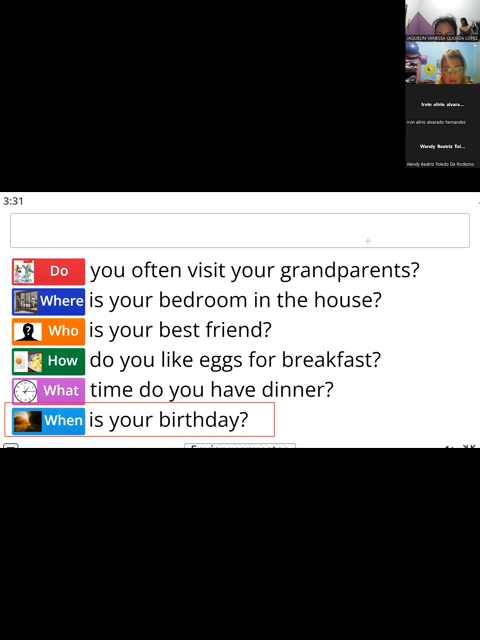 JAQUELIN VANESSA QUIJADA LOPEZ
Irvin alirio alvara...
Irvin alirio alvarado hernandez
Wendy Beatriz Tol...
Wendy Beatriz Toledo De Rodezno
3:31
Do you often visit your grandparents?
Where is your bedroom in the house?
Who is your best friend?
How do you like eggs for breakfast?
What time do you have dinner?
When is your birthday?